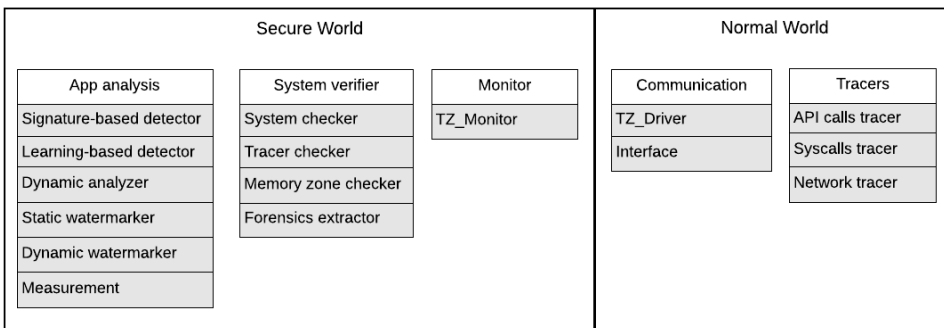 Secure World
Normal World
App analysis
Signature-based detector
Learning-based detector
Dynamic analyzer
Static watermarker
Dynamic watermarker
Measurement
System verifier
System checker
Tracer checker
Memory zone checker
Forensics extractor
Monitor
TZ_Monitor
Communication
TZ_Driver
Interface
Tracers
API calls tracer
Syscalls tracer
Network tracer